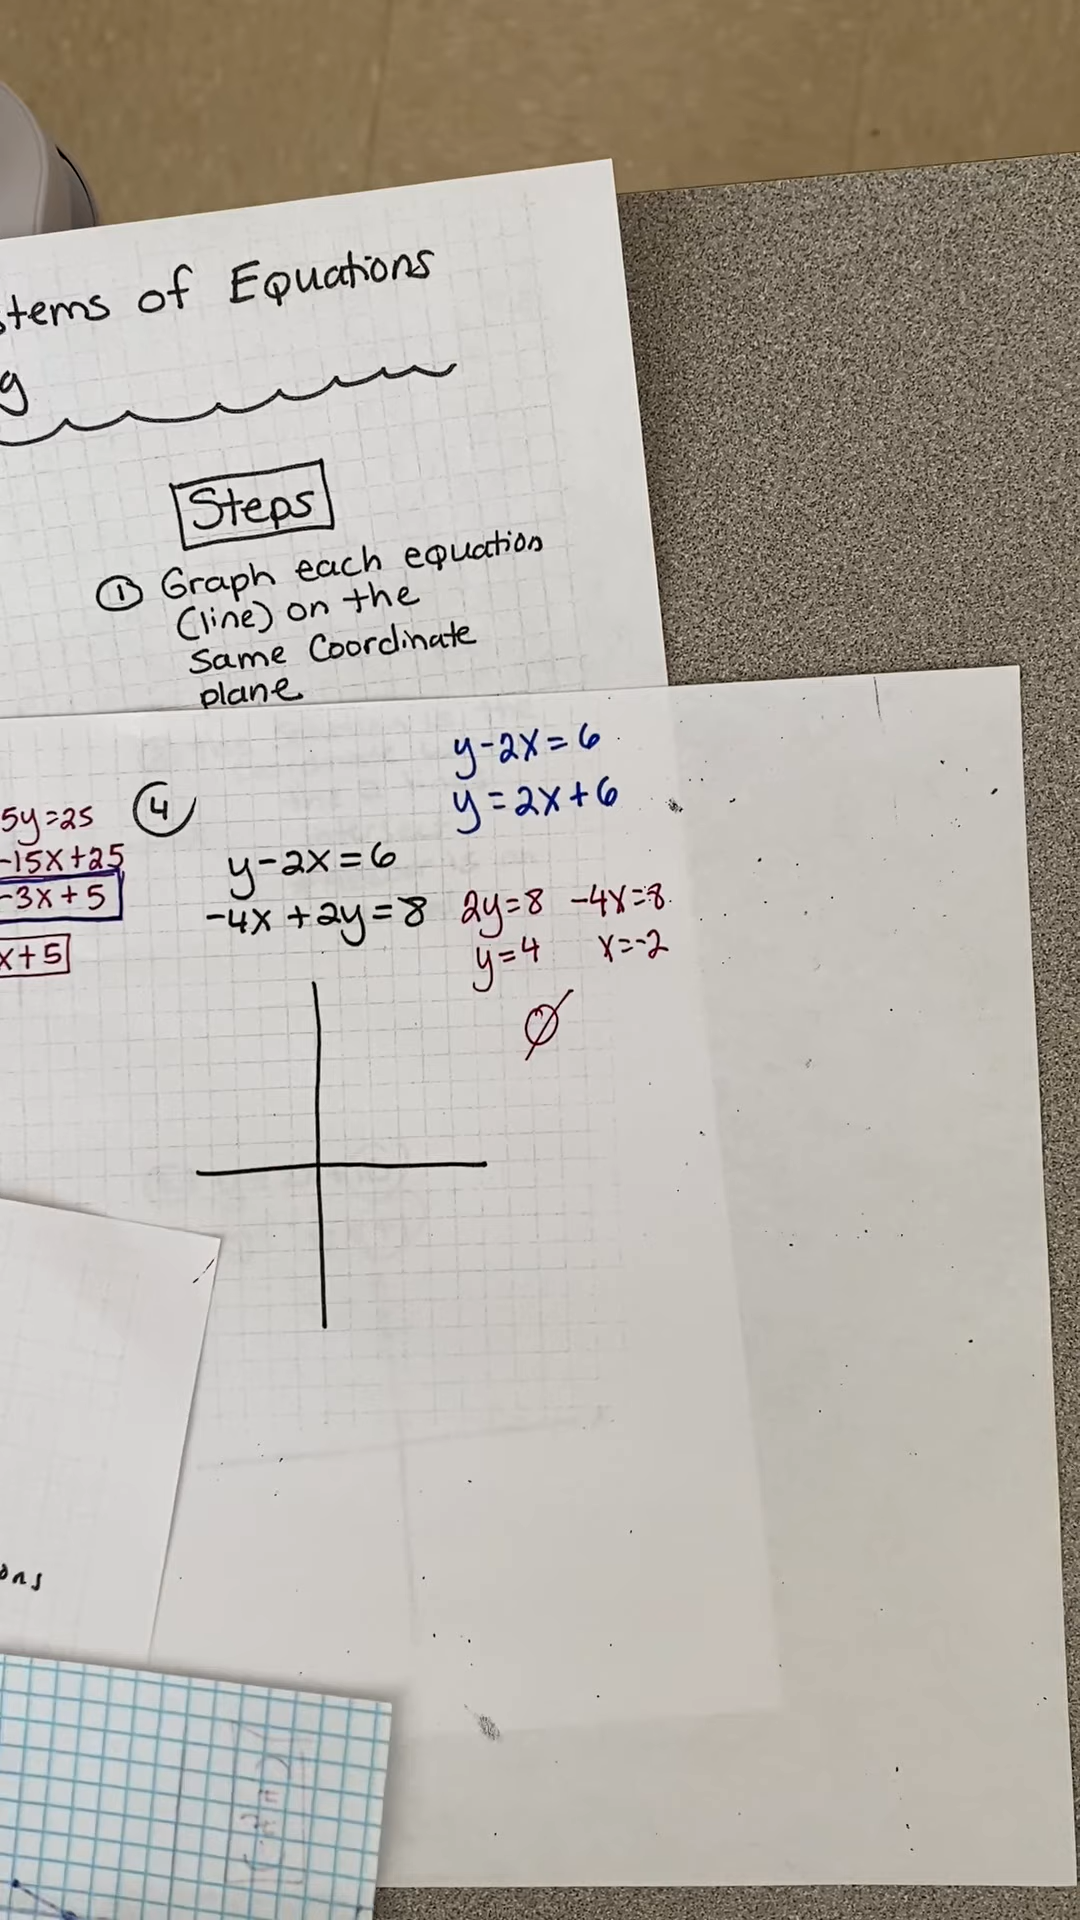 stems of Equations
g
Steps
① Graph each equation
(line) on the
Same Coordinate
plane
y-2x=6
y=2x+6
5y=25
-15x+25
-3x+5
x+5
4
y-2x=6
-4x+2y=8
2y=8 -4x=8
y=4 x=-2
∅
ons